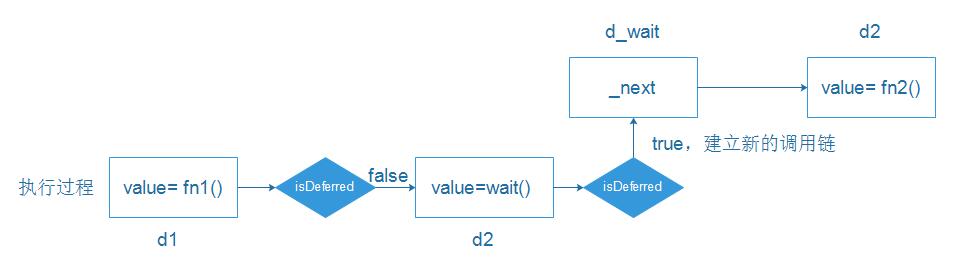 d_wait
d2
_next
value= fn2()
true，建立新的调用链
执行过程
value= fn1()
isDeferred
false
value=wait()
isDeferred
d1
d2